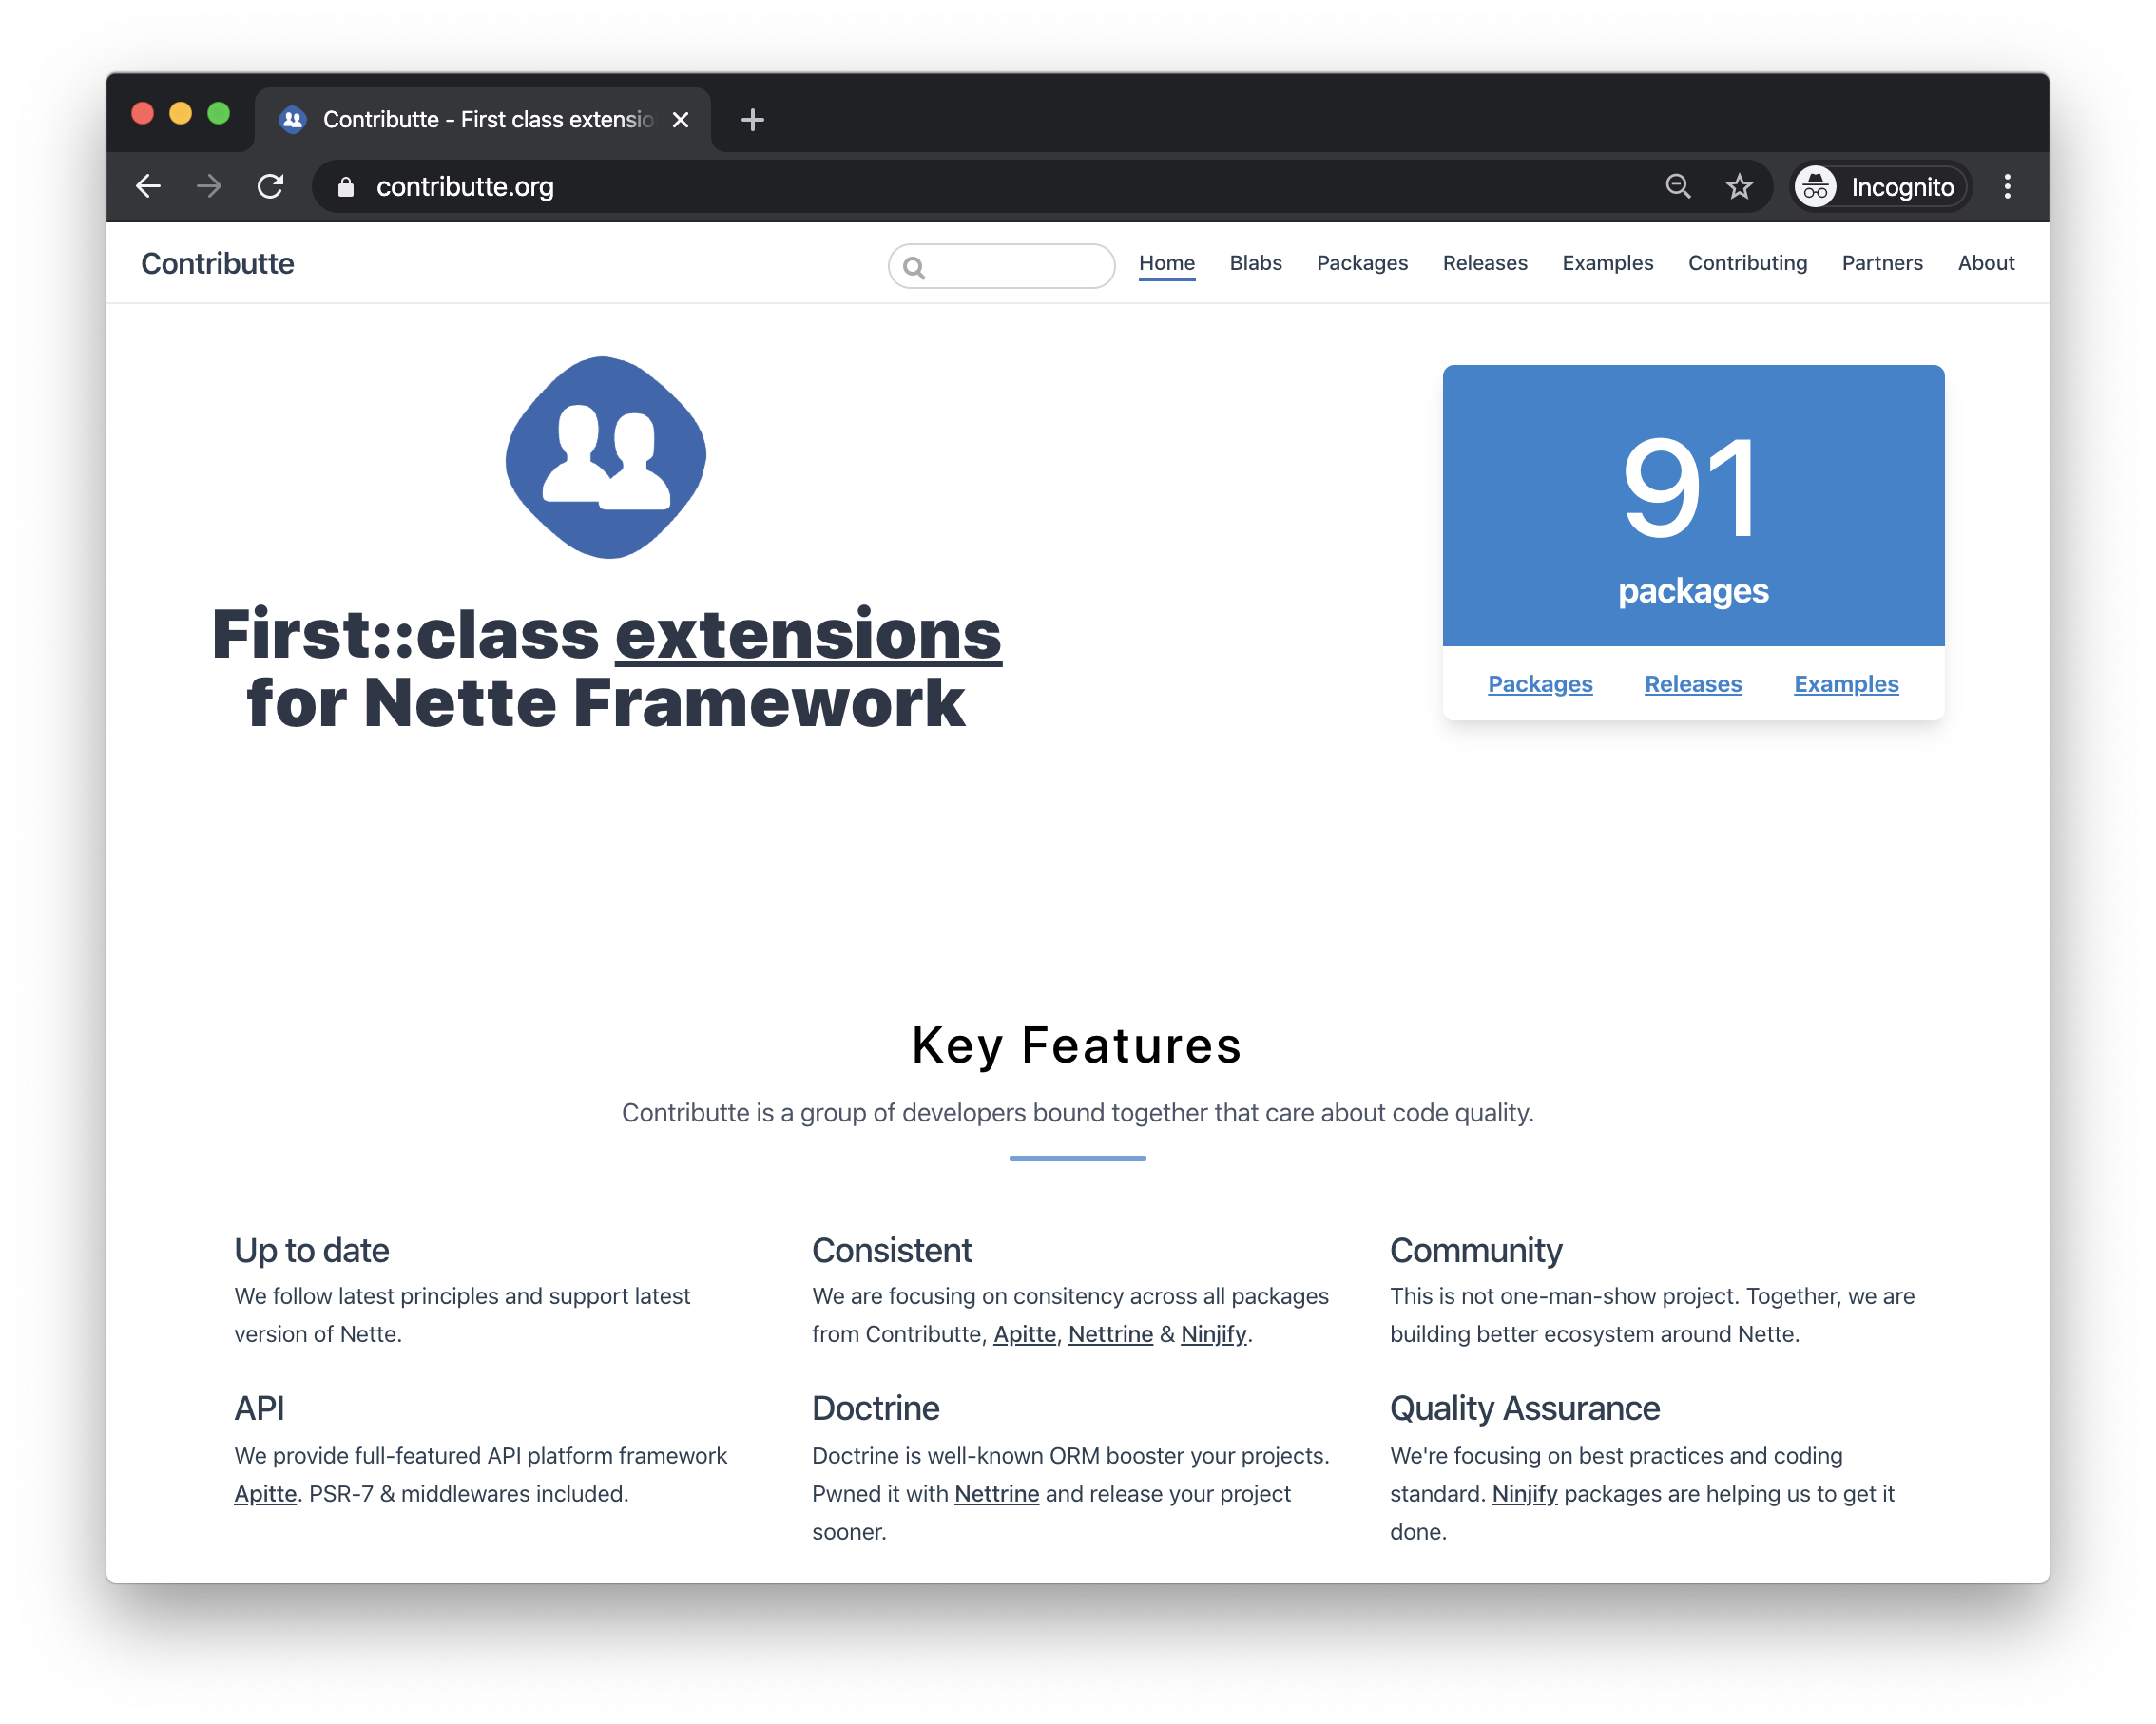 Contributte - First class extensio
contributte.org
Incognito
Contributte
Home Blabs Packages Releases Examples Contributing Partners About
First::class extensions
for Nette Framework
91
packages
Packages Releases Examples
Key Features
Contributte is a group of developers bound together that care about code quality.
Up to date
We follow latest principles and support latest
version of Nette.
Consistent
We are focusing on consitency across all packages
from Contributte, Apitte, Nettrine & Ninjify.
Community
This is not one-man-show project. Together, we are
building better ecosystem around Nette.
API
We provide full-featured API platform framework
Apitte. PSR-7 & middlewares included.
Doctrine
Doctrine is well-known ORM booster your projects.
Pwned it with Nettrine and release your project
sooner.
Quality Assurance
We're focusing on best practices and coding
standard. Ninjify packages are helping us to get it
done.